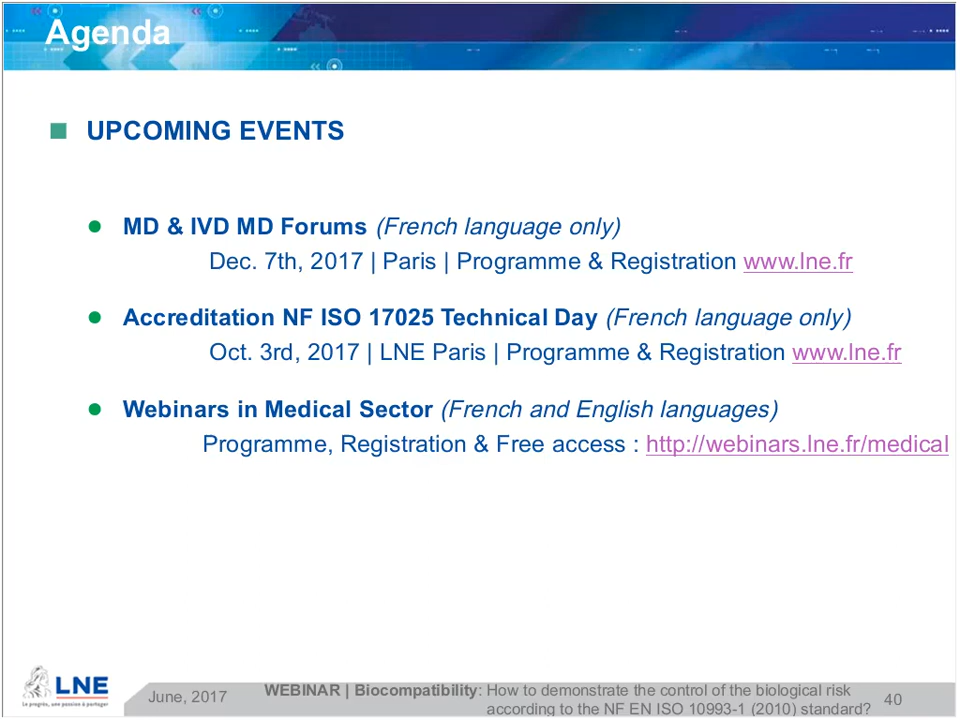 Agenda
UPCOMING EVENTS
MD & IVD MD Forums (French language only)
Dec. 7th, 2017 | Paris | Programme & Registration www.lne.fr
Accreditation NF ISO 17025 Technical Day (French language only)
Oct. 3rd, 2017 | LNE Paris | Programme & Registration www.lne.fr
Webinars in Medical Sector (French and English languages)
Programme, Registration & Free access : http://webinars.lne.fr/medical
LNE
Le progrès, une passion à partager
June, 2017
WEBINAR | Biocompatibility: How to demonstrate the control of the biological risk
according to the NF EN ISO 10993-1 (2010) standard?
40